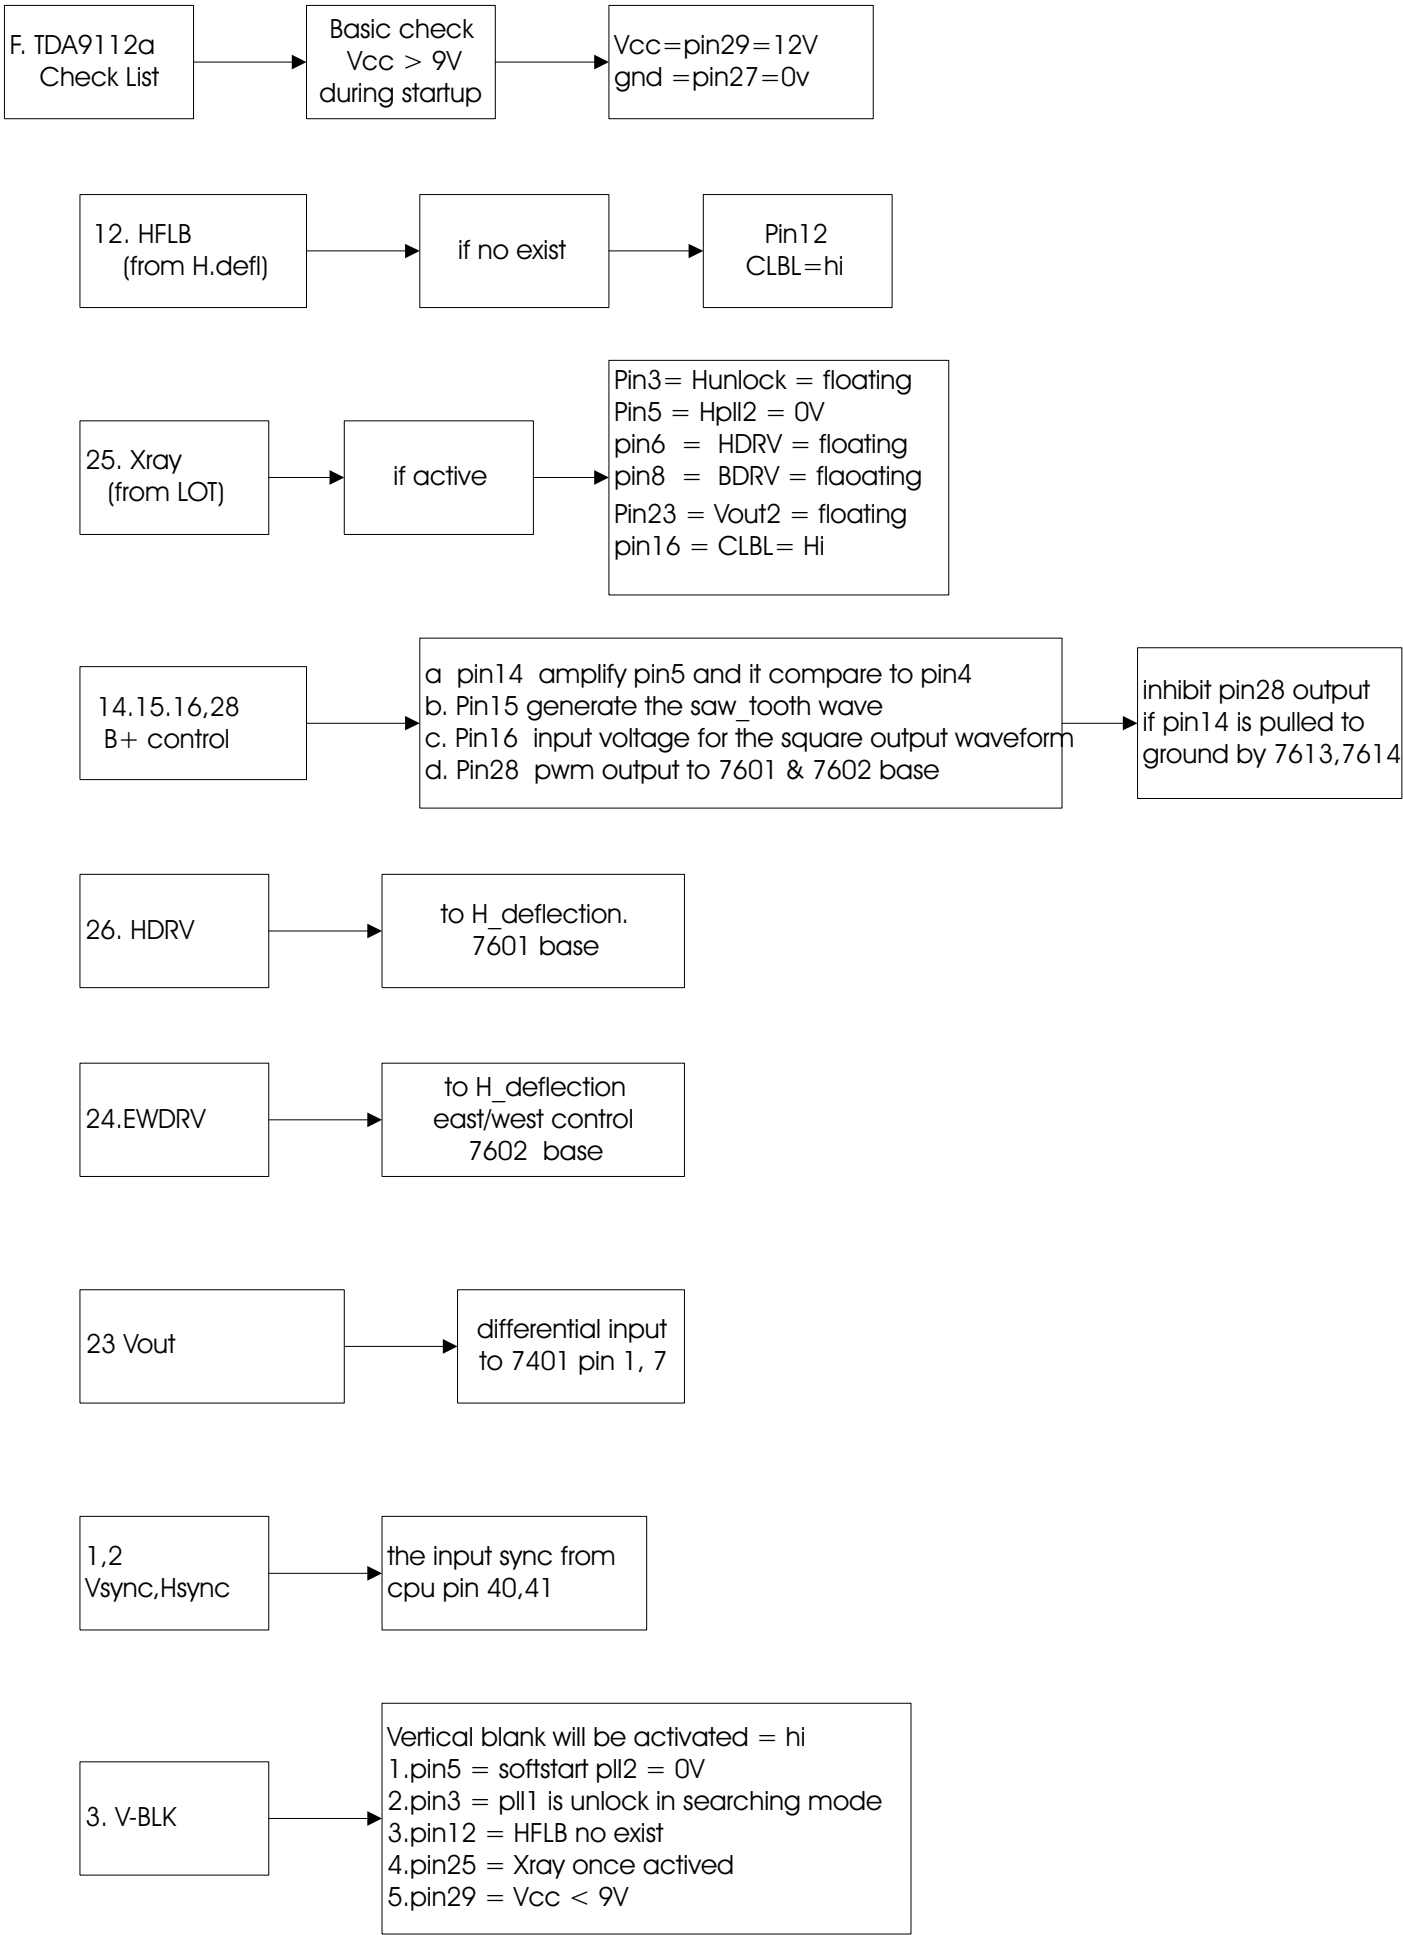 F. TDA9112a
Check List
Basic check
Vcc > 9V
during startup
Vcc=pin29=12V
gnd =pin27=0v
12. HFLB
(from H.defl)
if no exist
Pin12
CLBL=hi
25. Xray
(from LOT)
if active
Pin3= Hunlock = floating
Pin5 = Hpll2 = 0V
pin6 = HDRV = floating
pin8 = BDRV = flaoating
Pin23 = Vout2 = floating
pin16 = CLBL= Hi
14.15.16,28
B+ control
a pin14 amplify pin5 and it compare to pin4
b. Pin15 generate the saw_tooth wave
c. Pin16 input voltage for the square output waveform
d. Pin28 pwm output to 7601 & 7602 base
inhibit pin28 output
if pin14 is pulled to
ground by 7613,7614
26. HDRV
to H_deflection.
7601 base
24.EWDRV
to H_deflection
east/west control
7602 base
23 Vout
differential input
to 7401 pin 1, 7
1,2
Vsync,Hsync
the input sync from
cpu pin 40,41
3. V-BLK
Vertical blank will be activated = hi
1.pin5 = softstart pll2 = 0V
2.pin3 = pll1 is unlock in searching mode
3.pin12 = HFLB no exist
4.pin25 = Xray once actived
5.pin29 = Vcc < 9V